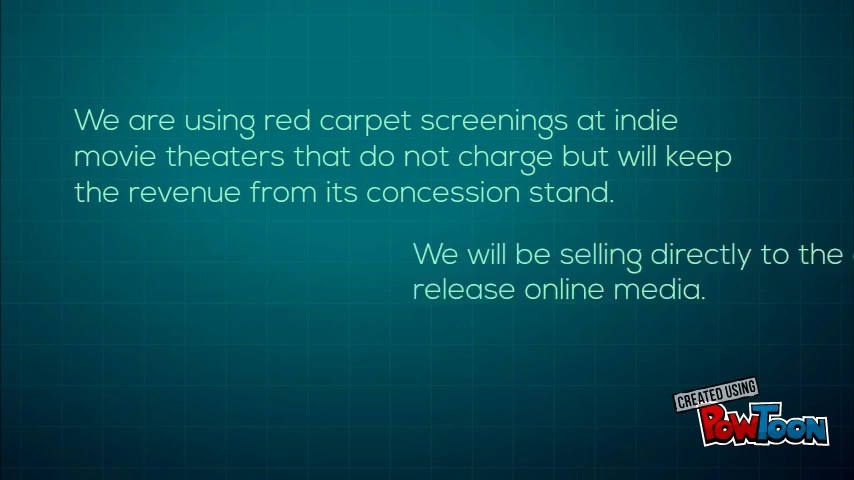 We are using red carpet screenings at indie
movie theaters that do not charge but will keep
the revenue from its concession stand.
We will be selling directly to the
release online media.
CREATED USING
POWTOON